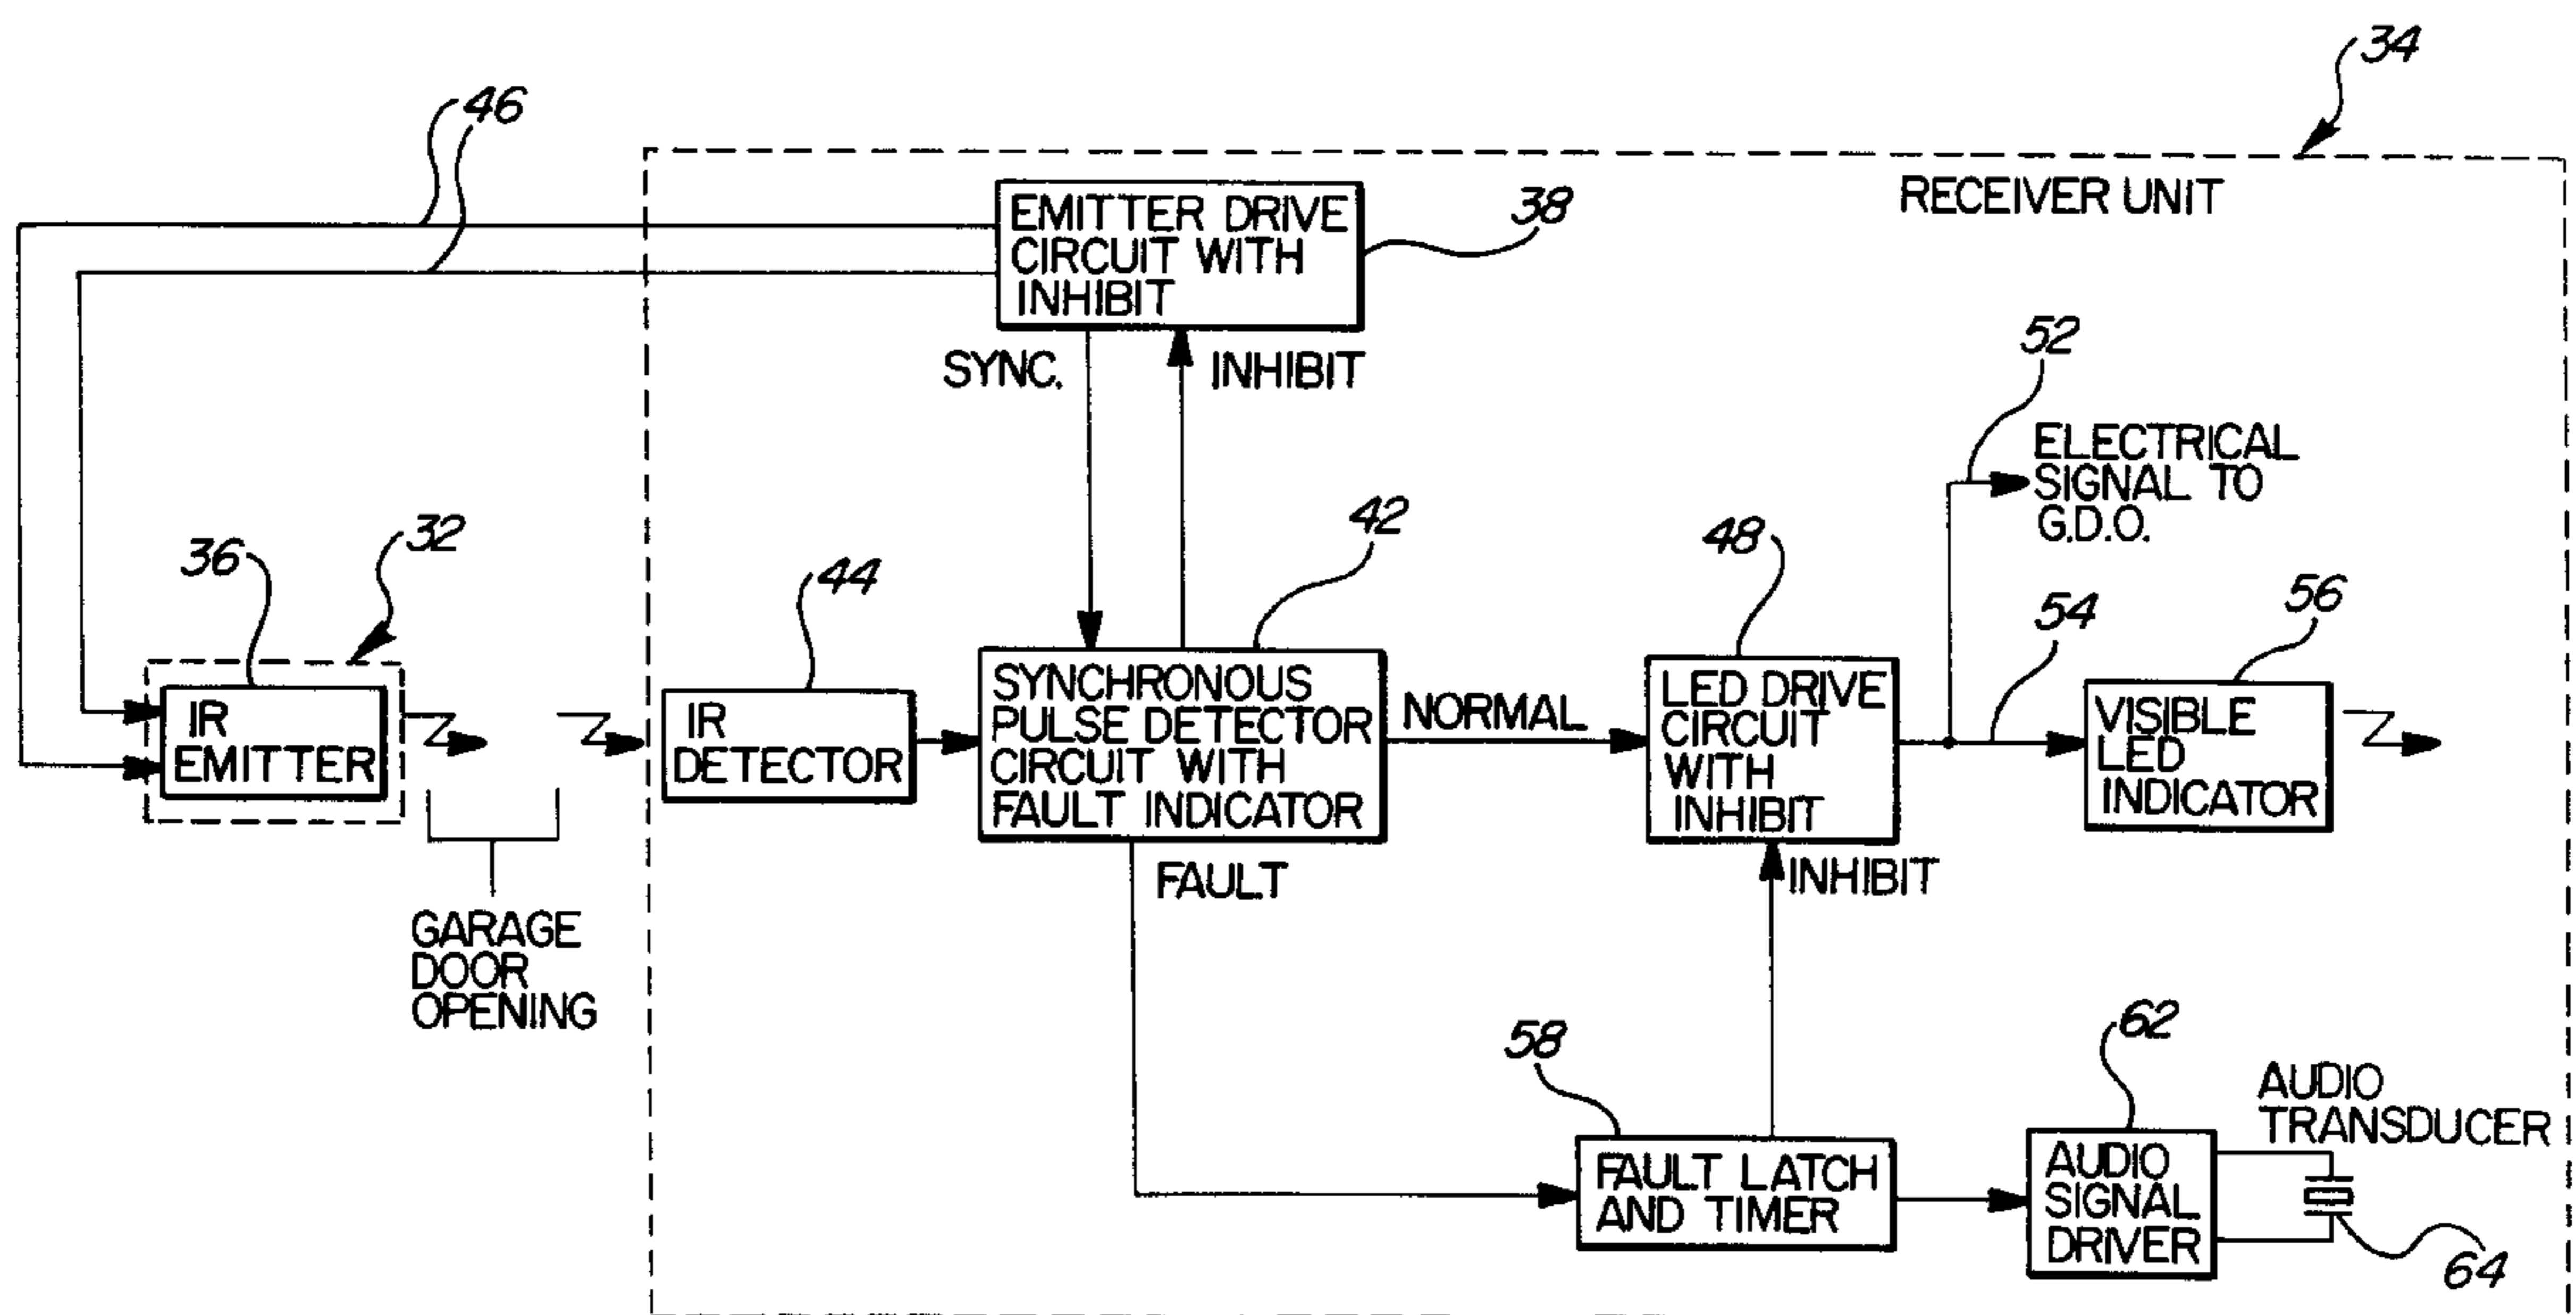 34
46
RECEIVER UNIT
EMITTER DRIVE
CIRCUIT WITH
INHIBIT
38
SYNC.
INHIBIT
52
ELECTRICAL
SIGNAL TO
G.D.O.
32
36
44
42
48
54
56
IR
EMITTER
IR
DETECTOR
SYNCHRONOUS
PULSE DETECTOR
CIRCUIT WITH
FAULT INDICATOR
NORMAL
LED DRIVE
CIRCUIT
WITH
INHIBIT
VISIBLE
LED
INDICATOR
FAULT
INHIBIT
GARAGE
DOOR
OPENING
58
62
AUDIO
TRANSDUCER
FAULT LATCH
AND TIMER
AUDIO
SIGNAL
DRIVER
64